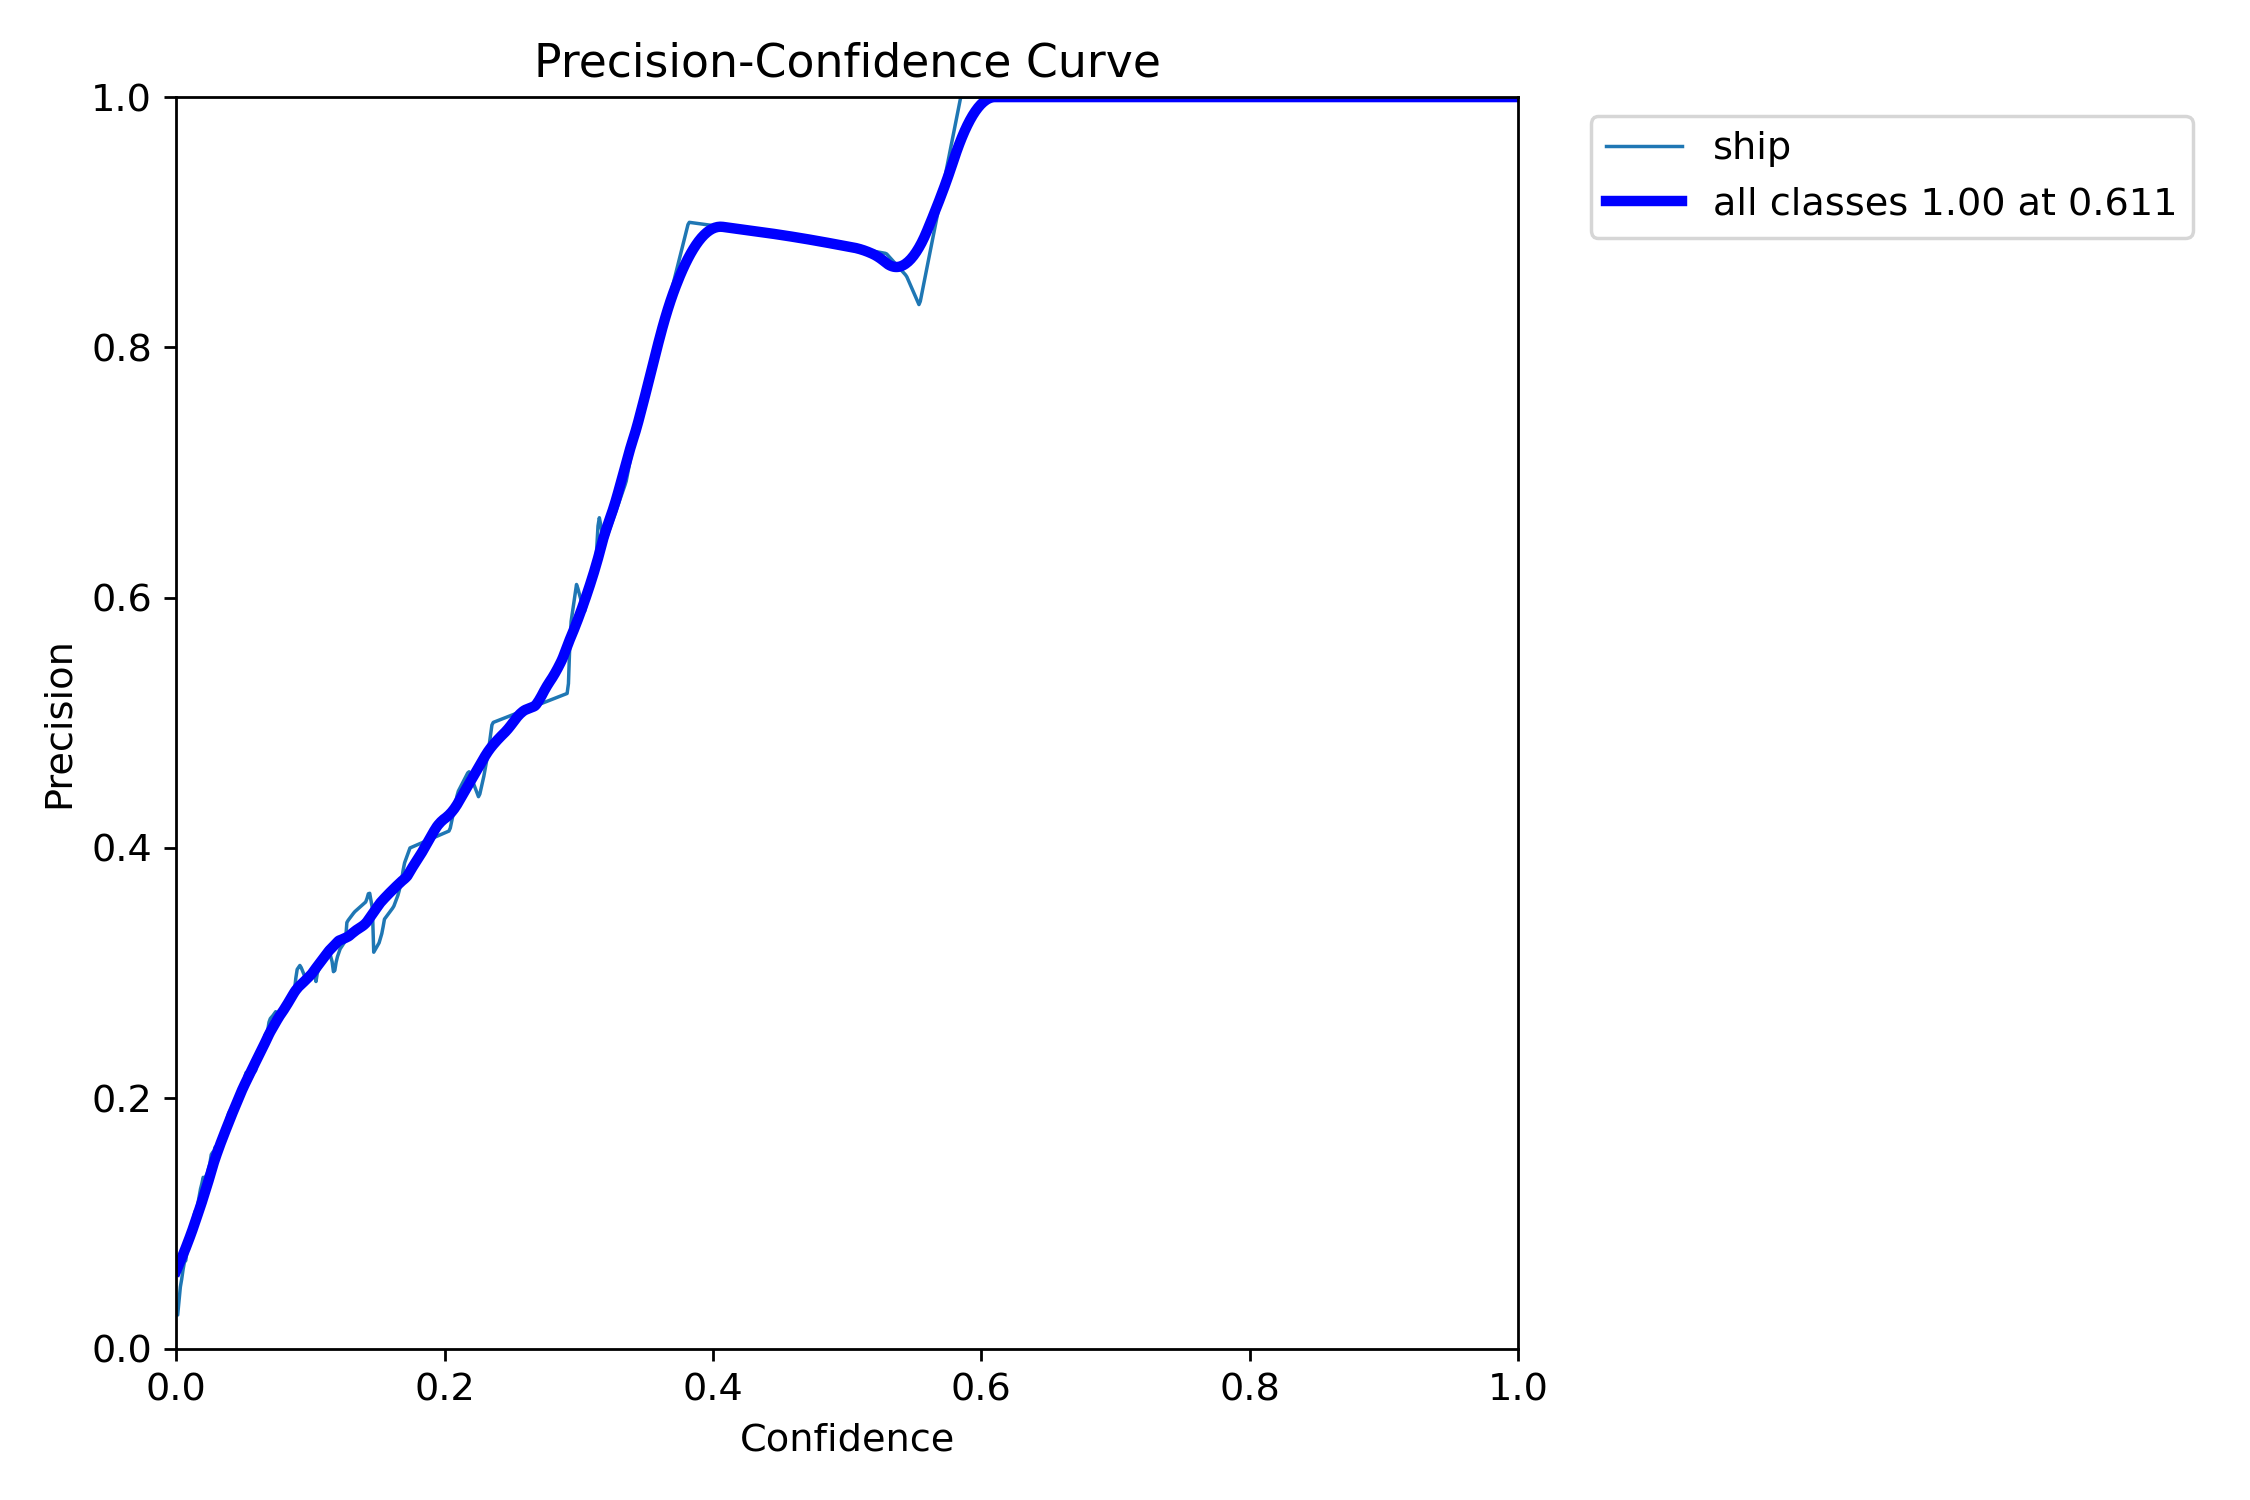 Precision-Confidence Curve
1.0
0.8
0.6
0.4
0.2
0.0
Precision
0.0 0.2 0.4 0.6 0.8 1.0
Confidence
ship
all classes 1.00 at 0.611